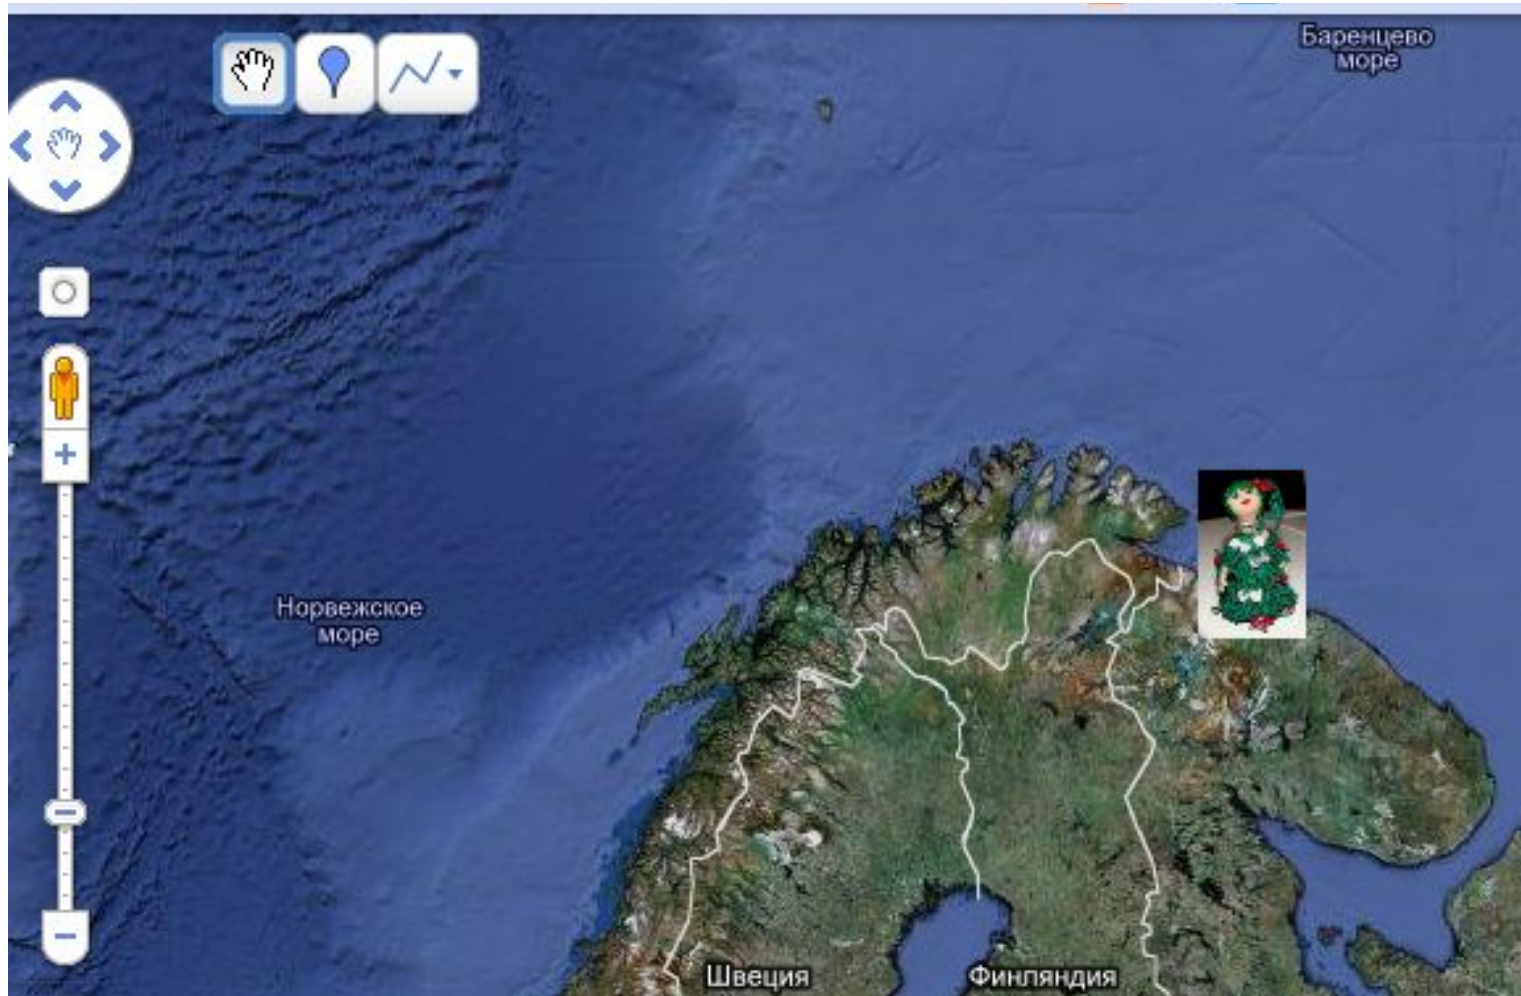 Баренцево
море
Норвежское
море
Швеция
Финляндия